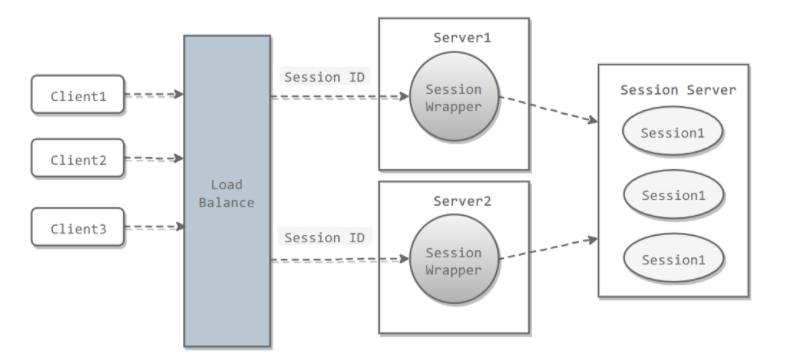 Client1
Client2
Client3
Load
Balance
Session ID
Session ID
Server1
Session
Wrapper
Server2
Session
Wrapper
Session Server
Session1
Session1
Session1